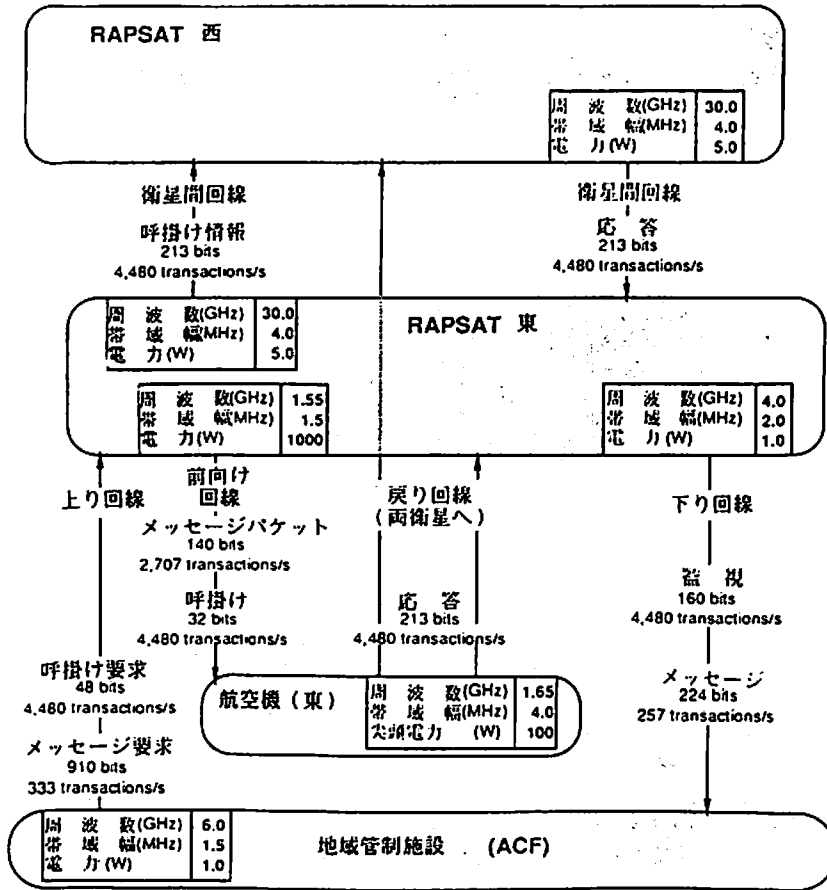 RAPSAT 西
周 波 数(GHz) 30.0
帯 域 幅(MHz) 4.0
電 力(W) 5.0
衛星間回線
呼掛け情報
213 bits
4,480 transactions/s
衛星間回線
応 答
213 bits
4,480 transactions/s
周 波 数(GHz) 30.0
帯 域 幅(MHz) 4.0
電 力(W) 5.0
RAPSAT 東
周 波 数(GHz) 1.55
帯 域 幅(MHz) 1.5
電 力(W) 1000
周 波 数(GHz) 4.0
帯 域 幅(MHz) 2.0
電 力(W) 1.0
上り回線
前向け
回線
メッセージパケット
140 bits
2,707 transactions/s
呼掛け
32 bits
4,480 transactions/s
戻り回線
(両衛星へ)
応 答
213 bits
4,480 transactions/s
下り回線
監 視
160 bits
4,480 transactions/s
呼掛け要求
48 bits
4,480 transactions/s
メッセージ要求
910 bits
333 transactions/s
航空機(東)
周 波 数(GHz) 1.65
帯 域 幅(MHz) 4.0
尖頭電力 (W) 100
メッセージ
224 bits
257 transactions/s
周 波 数(GHz) 6.0
帯 域 幅(MHz) 1.5
電 力(W) 1.0
地域管制施設 (ACF)